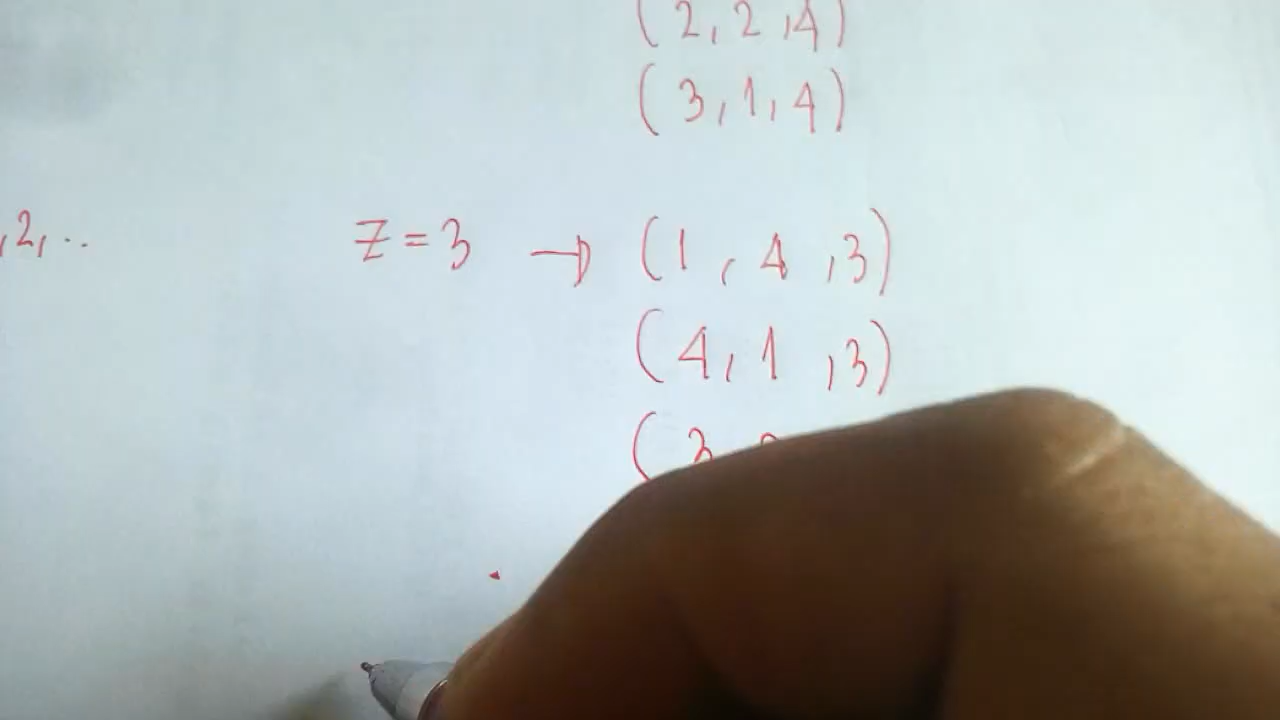 (2, 2, 4)
(3, 1, 4)
, 2, ..
Z = 3 → (1, 4, 3)
(4, 1, 3)
(